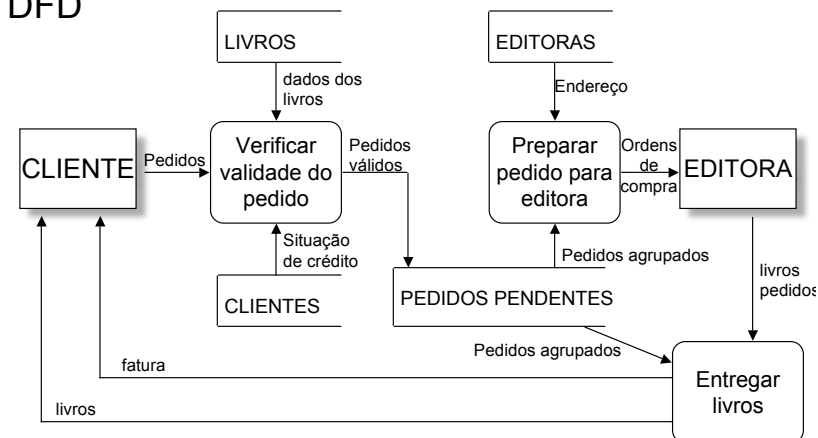 DFD
LIVROS
EDITORAS
dados dos
livros
Endereço
CLIENTE
Pedidos
Verificar
validade do
pedido
Pedidos
válidos
Preparar
pedido para
editora
Ordens
de
compra
EDITORA
Situação
de crédito
CLIENTES
PEDIDOS PENDENTES
Pedidos agrupados
livros
pedidos
Pedidos agrupados
Entregar
livros
fatura
livros